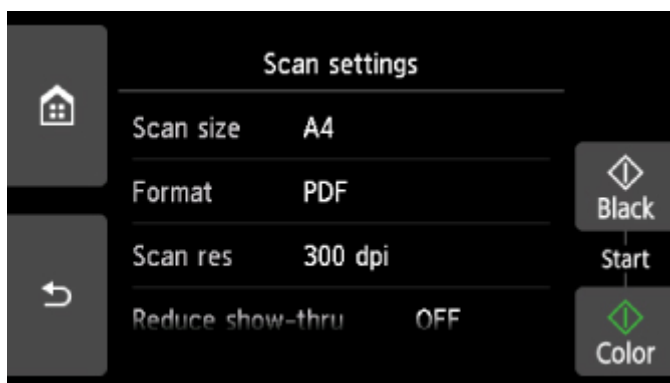 Scan settings
Scan size A4
Format PDF
Scan res 300 dpi
Reduce show-thru OFF
Black
Start
Color